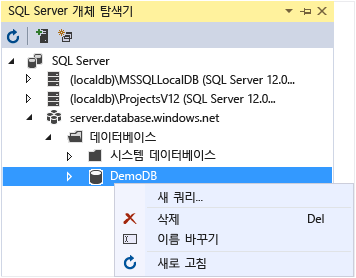 SQL Server 개체 탐색기
SQL Server
(localdb)\MSSQLLocalDB (SQL Server 12.0...
(localdb)\ProjectsV12 (SQL Server 12.0...
server.database.windows.net
데이터베이스
시스템 데이터베이스
DemoDB
새 쿼리...
삭제 Del
이름 바꾸기
새로 고침